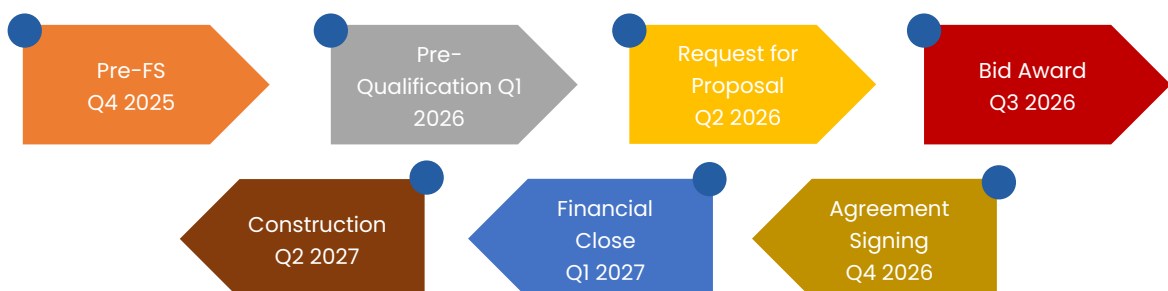 Pre-FS
Q4 2025
Pre-
Qualification Q1
2026
Request for
Proposal
Q2 2026
Bid Award
Q3 2026
Construction
Q2 2027
Financial
Close
Q1 2027
Agreement
Signing
Q4 2026